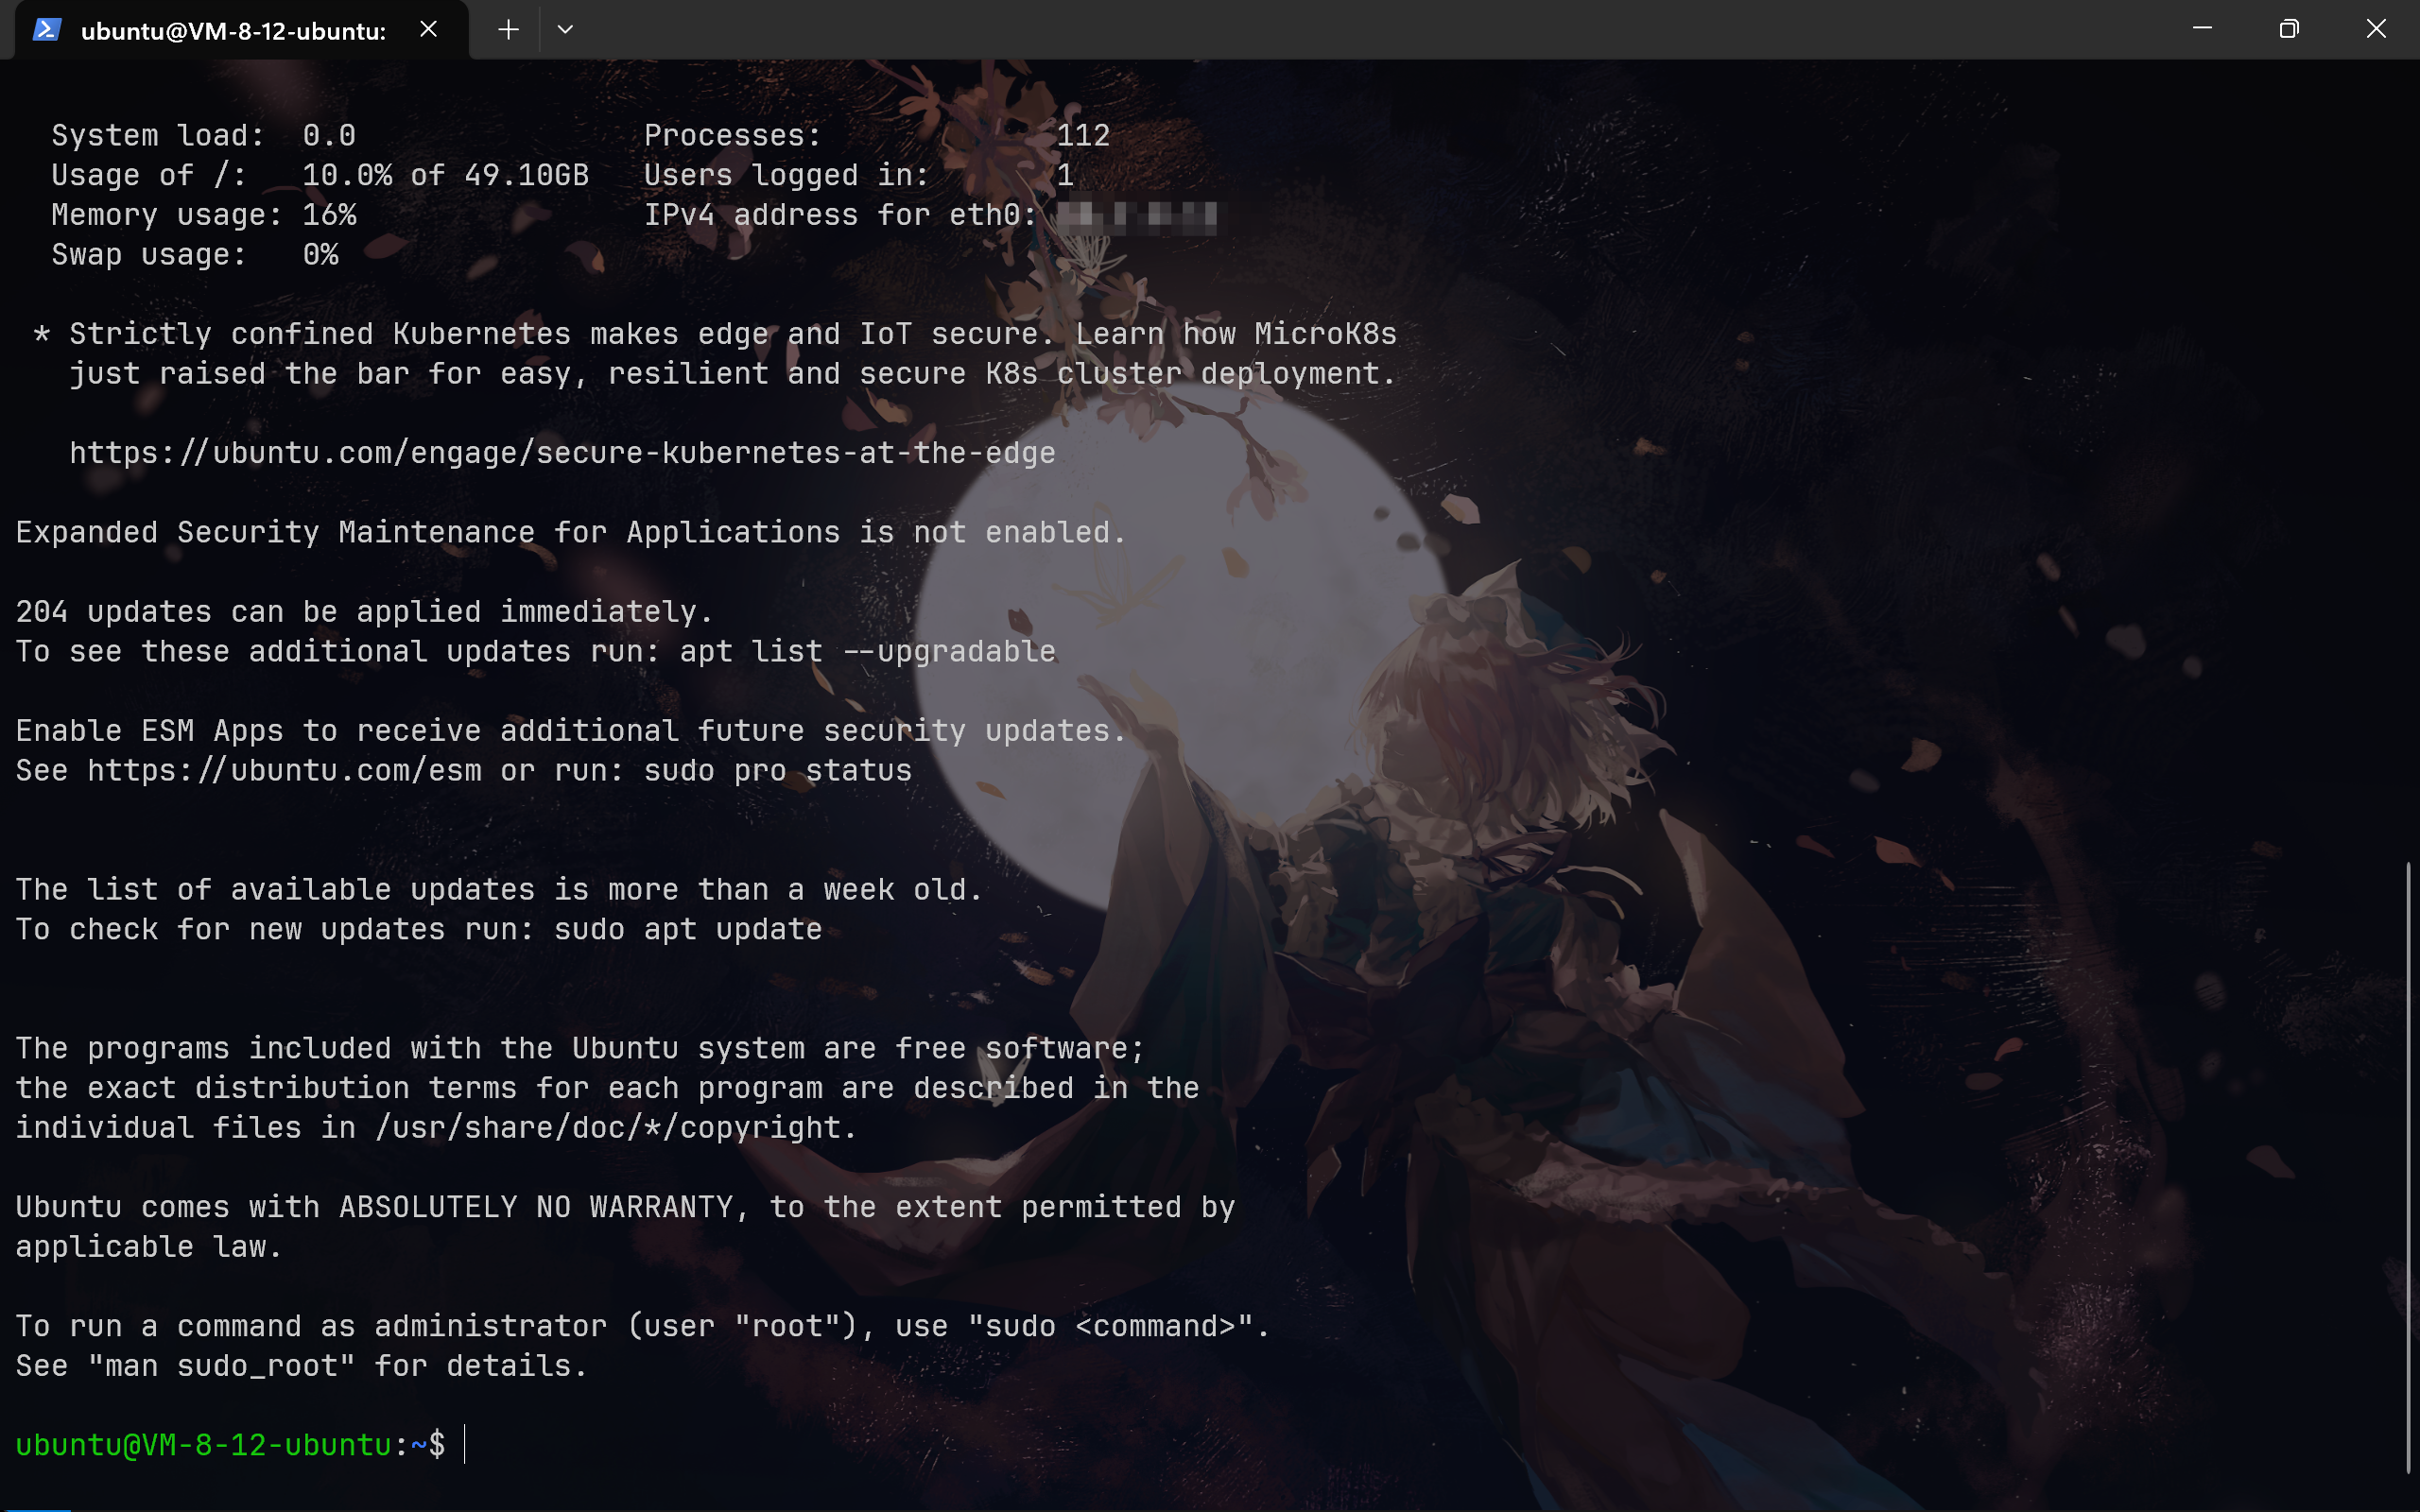 ubuntu@VM-8-12-ubuntu:
System load:  0.0                Processes:             112
Usage of /:   10.0% of 49.10GB   Users logged in:       1
Memory usage: 16%                IPv4 address for eth0:
Swap usage:   0%
* Strictly confined Kubernetes makes edge and IoT secure. Learn how MicroK8s
just raised the bar for easy, resilient and secure K8s cluster deployment.
https://ubuntu.com/engage/secure-kubernetes-at-the-edge
Expanded Security Maintenance for Applications is not enabled.
204 updates can be applied immediately.
To see these additional updates run: apt list --upgradable
Enable ESM Apps to receive additional future security updates.
See https://ubuntu.com/esm or run: sudo pro status
The list of available updates is more than a week old.
To check for new updates run: sudo apt update
The programs included with the Ubuntu system are free software;
the exact distribution terms for each program are described in the
individual files in /usr/share/doc/*/copyright.
Ubuntu comes with ABSOLUTELY NO WARRANTY, to the extent permitted by
applicable law.
To run a command as administrator (user "root"), use "sudo <command>".
See "man sudo_root" for details.
ubuntu@VM-8-12-ubuntu:~$